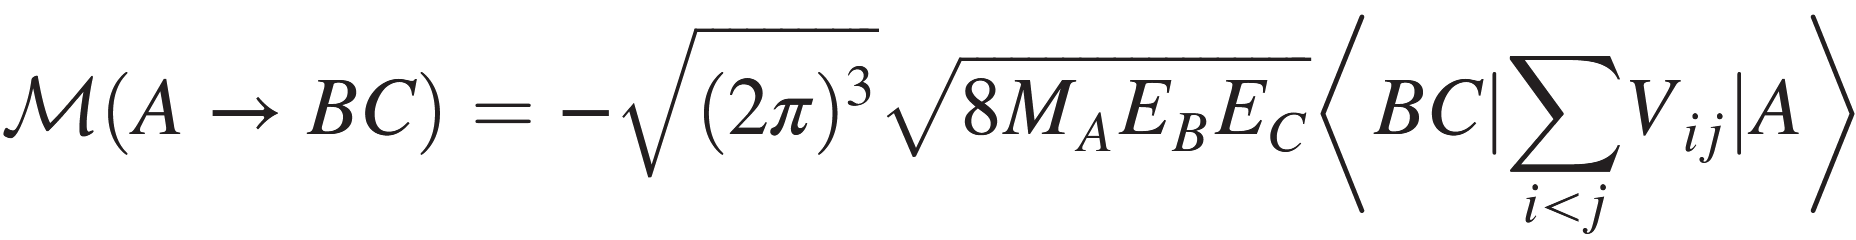 ℳ(A → BC) = −√(2π)³ √8M_A E_B E_C ⟨BC|∑_{i<j} V_{ij}|A⟩